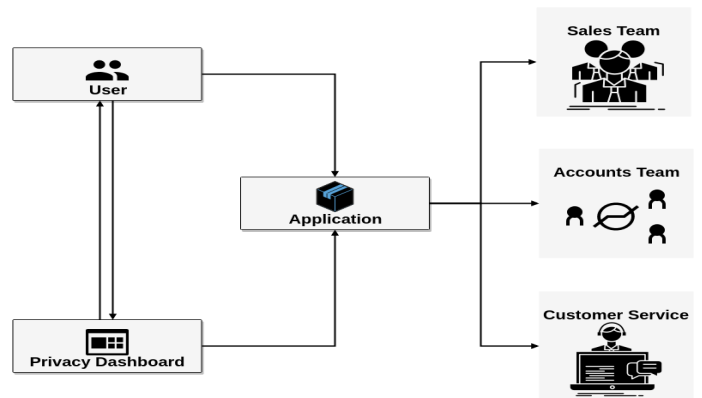 Sales Team
User
Accounts Team
Application
Customer Service
Privacy Dashboard